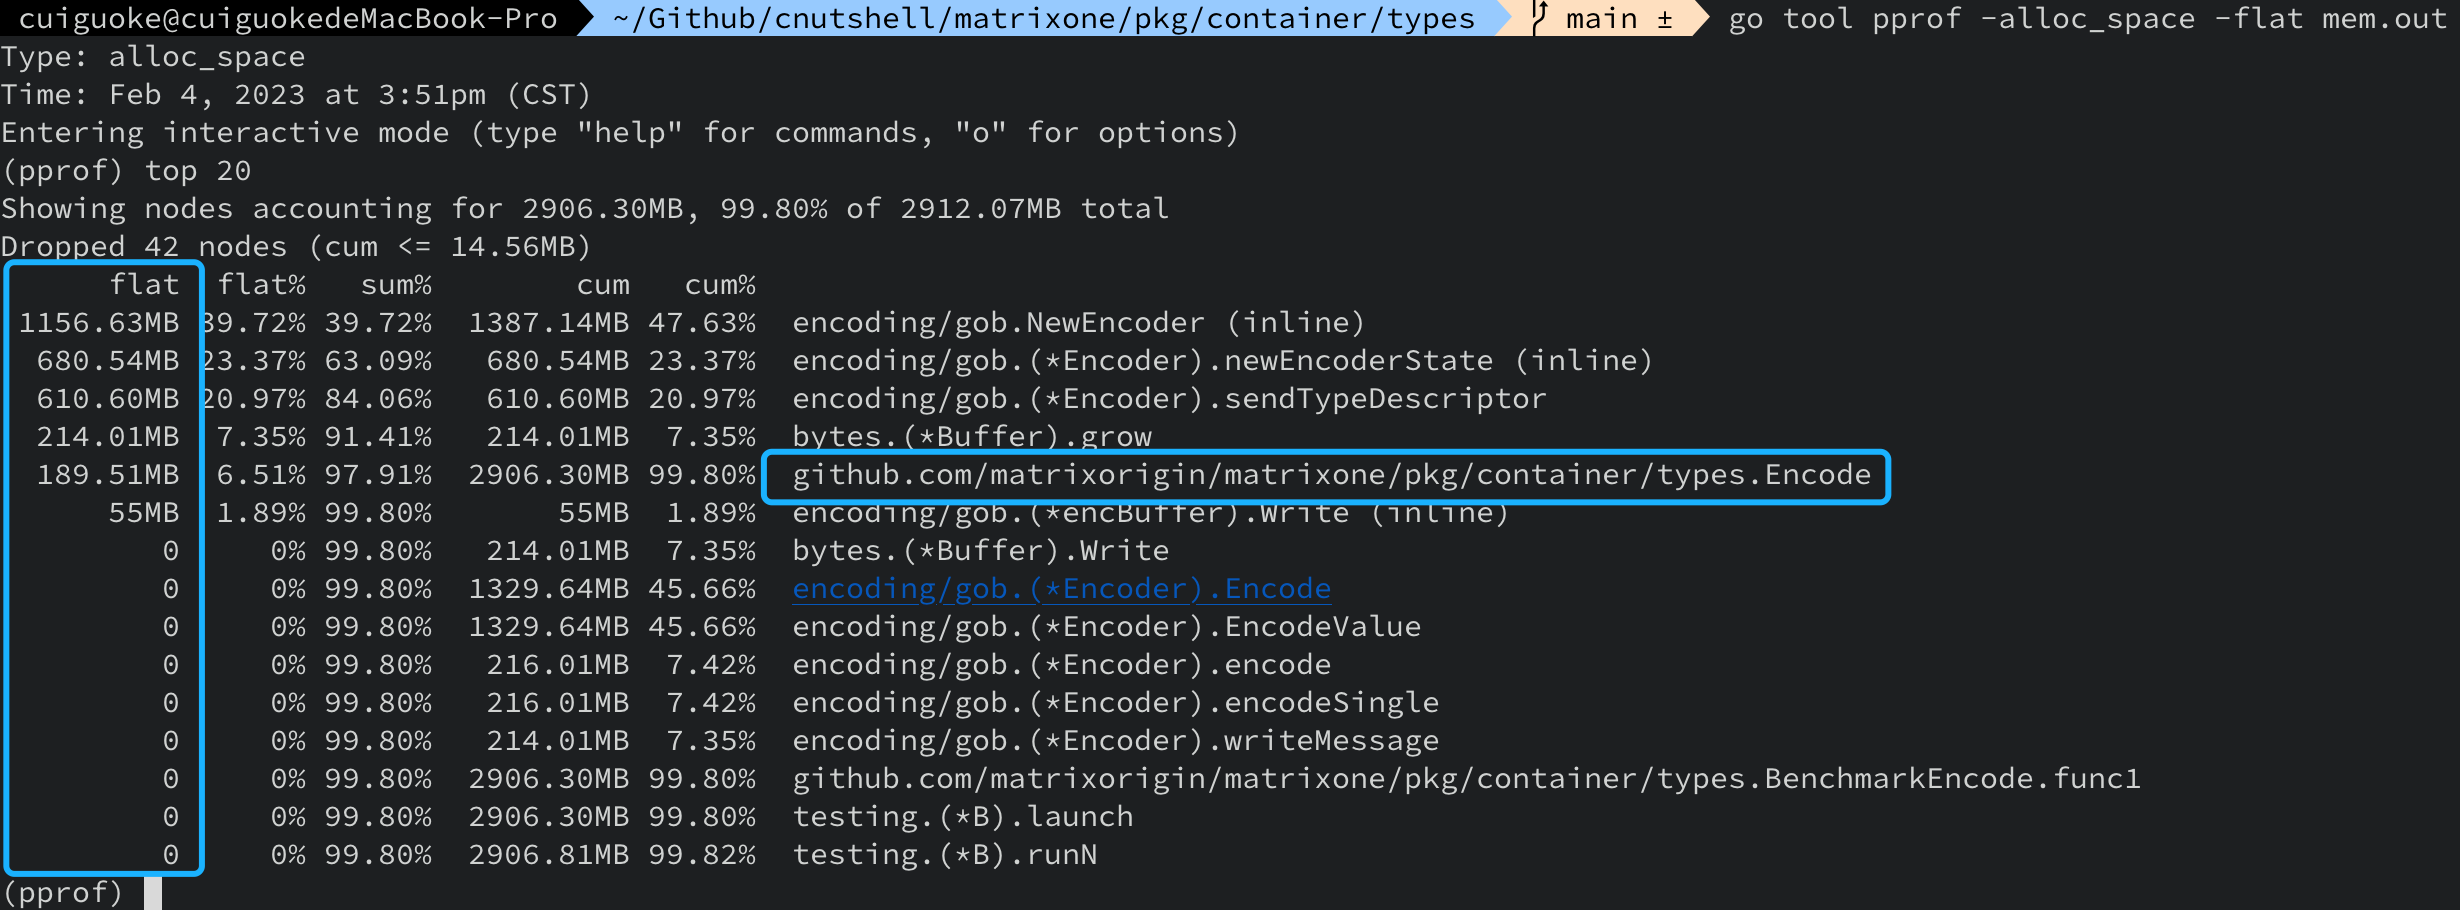 cuiguoke@cuiguokedeMacBook-Pro ~/Github/cnutshell/matrixone/pkg/container/types main ± go tool pprof -alloc_space -flat mem.out
Type: alloc_space
Time: Feb 4, 2023 at 3:51pm (CST)
Entering interactive mode (type "help" for commands, "o" for options)
(pprof) top 20
Showing nodes accounting for 2906.30MB, 99.80% of 2912.07MB total
Dropped 42 nodes (cum <= 14.56MB)
flat flat% sum% cum cum%
1156.63MB 39.72% 39.72% 1387.14MB 47.63% encoding/gob.NewEncoder (inline)
680.54MB 23.37% 63.09% 680.54MB 23.37% encoding/gob.(*Encoder).newEncoderState (inline)
610.60MB 20.97% 84.06% 610.60MB 20.97% encoding/gob.(*Encoder).sendTypeDescriptor
214.01MB 7.35% 91.41% 214.01MB 7.35% bytes.(*Buffer).grow
189.51MB 6.51% 97.91% 2906.30MB 99.80% github.com/matrixorigin/matrixone/pkg/container/types.Encode
55MB 1.89% 99.80% 55MB 1.89% encoding/gob.(*encBuffer).Write (inline)
0 0% 99.80% 214.01MB 7.35% bytes.(*Buffer).Write
0 0% 99.80% 1329.64MB 45.66% encoding/gob.(*Encoder).Encode
0 0% 99.80% 1329.64MB 45.66% encoding/gob.(*Encoder).EncodeValue
0 0% 99.80% 216.01MB 7.42% encoding/gob.(*Encoder).encode
0 0% 99.80% 216.01MB 7.42% encoding/gob.(*Encoder).encodeSingle
0 0% 99.80% 214.01MB 7.35% encoding/gob.(*Encoder).writeMessage
0 0% 99.80% 2906.30MB 99.80% github.com/matrixorigin/matrixone/pkg/container/types.BenchmarkEncode.func1
0 0% 99.80% 2906.30MB 99.80% testing.(*B).launch
0 0% 99.80% 2906.81MB 99.82% testing.(*B).runN
(pprof)